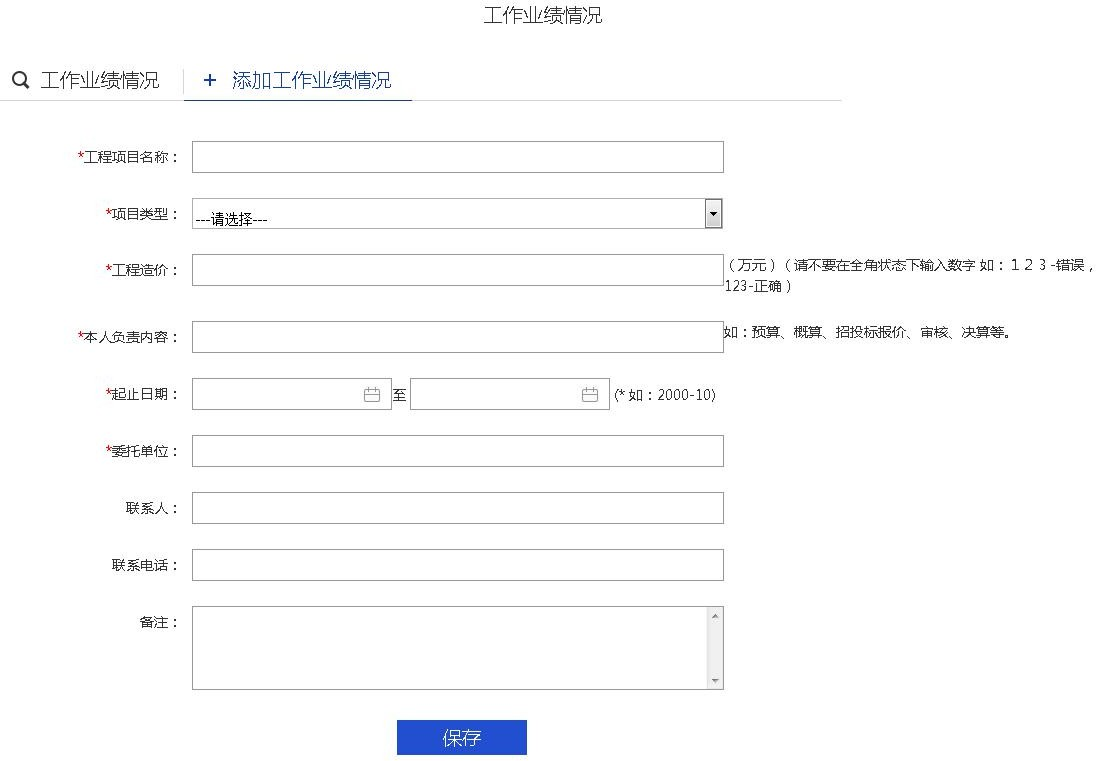 工作业绩情况
工作业绩情况 + 添加工作业绩情况
*工程项目名称：
*项目类型： ---请选择---
*工程造价： （万元）（请不要在全角状态下输入数字 如：１２３-错误，
123-正确）
*本人负责内容： 如：预算、概算、招投标报价、审核、决算等。
*起止日期： 至 (* 如：2000-10)
*委托单位：
联系人：
联系电话：
备注：
保存